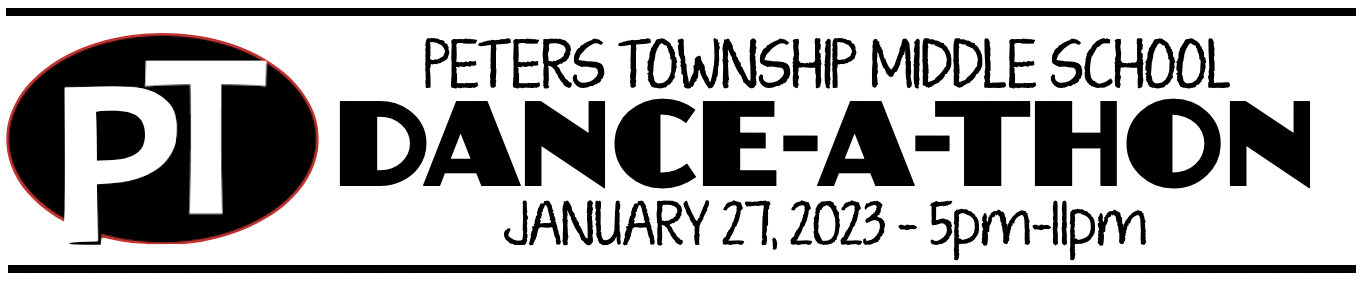 PT
PETERS TOWNSHIP MIDDLE SCHOOL
DANCE-A-THON
JANUARY 27, 2023 - 5pm-11pm